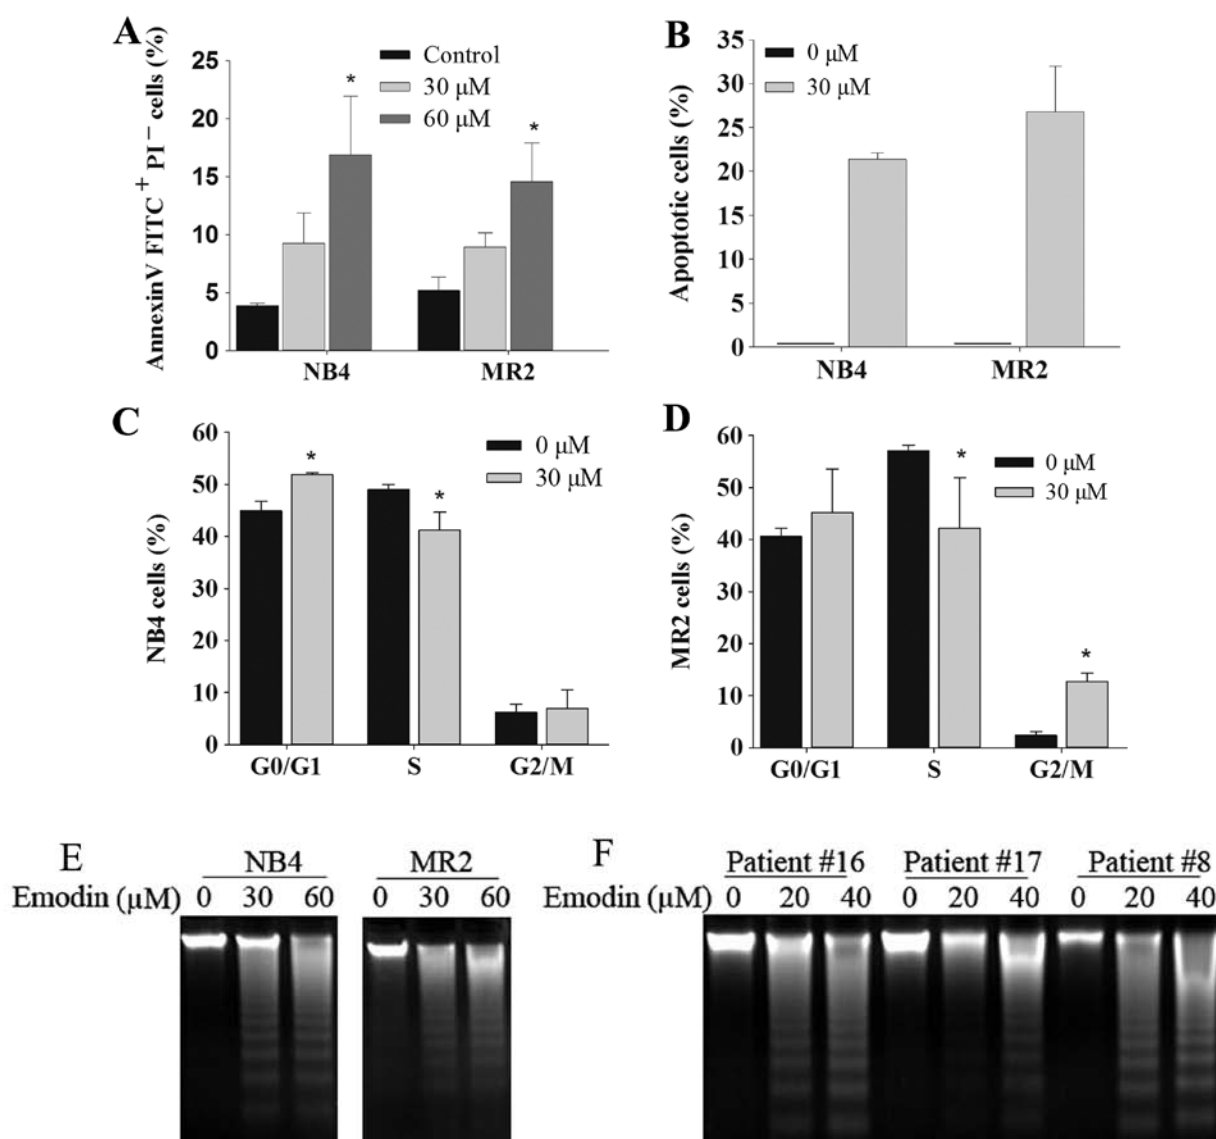 A
AnnexinV FITC⁺ PI⁻ cells (%)
25
20
15
10
5
0
Control
30 μM
60 μM
*
*
NB4
MR2
B
Apoptotic cells (%)
35
30
25
20
15
10
5
0
0 μM
30 μM
NB4
MR2
C
NB4 cells (%)
60
50
40
30
20
10
0
0 μM
30 μM
*
*
G0/G1
S
G2/M
D
MR2 cells (%)
60
50
40
30
20
10
0
0 μM
30 μM
*
*
G0/G1
S
G2/M
E
NB4
MR2
Emodin (μM) 0 30 60 0 30 60
F
Patient #16 Patient #17 Patient #8
Emodin (μM) 0 20 40 0 20 40 0 20 40